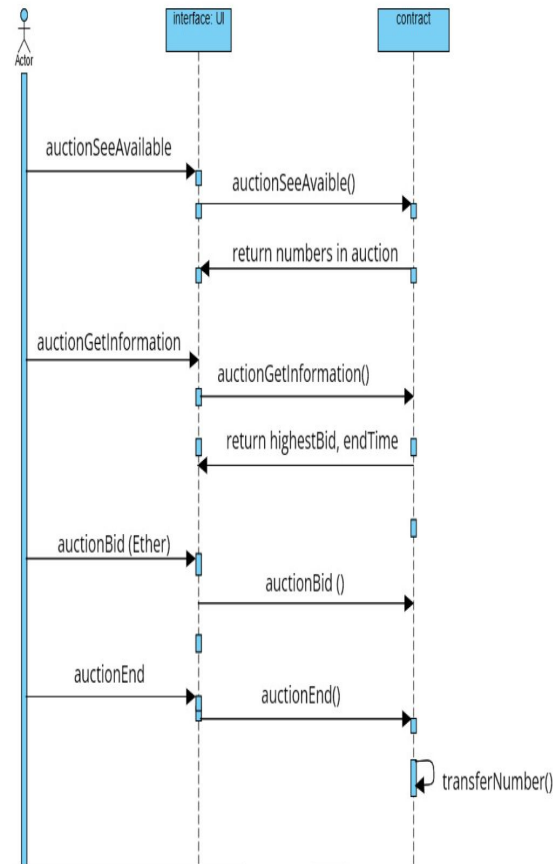 interface: UI
contract
Actor
auctionSeeAvailable
auctionSeeAvaible()
return numbers in auction
auctionGetInformation
auctionGetInformation()
return highestBid, endTime
auctionBid (Ether)
auctionBid ()
auctionEnd
auctionEnd()
transferNumber()